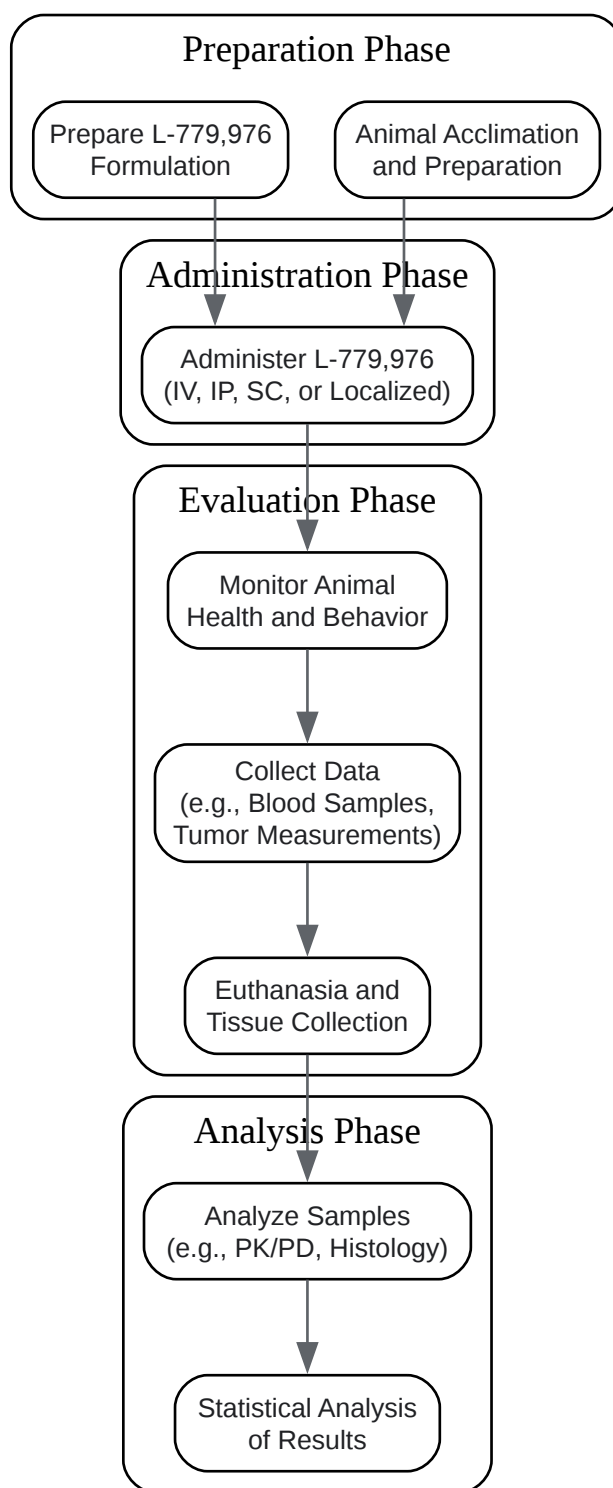 Preparation Phase
Prepare L-779,976
Formulation
Animal Acclimation
and Preparation
Administration Phase
Administer L-779,976
(IV, IP, SC, or Localized)
Evaluation Phase
Monitor Animal
Health and Behavior
Collect Data
(e.g., Blood Samples,
Tumor Measurements)
Euthanasia and
Tissue Collection
Analysis Phase
Analyze Samples
(e.g., PK/PD, Histology)
Statistical Analysis
of Results